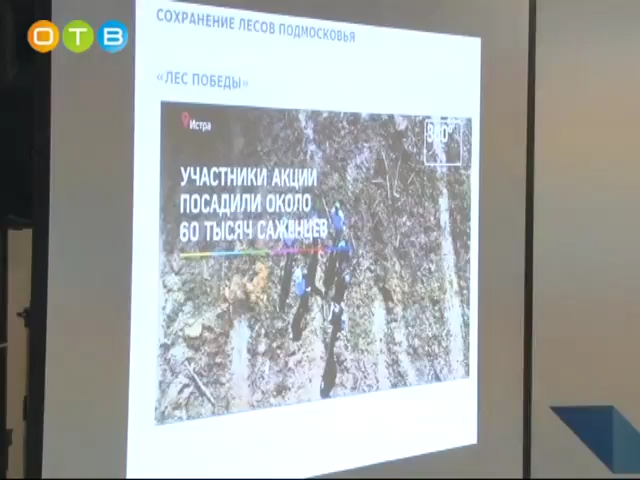 ОТВ
СОХРАНЕНИЕ ЛЕСОВ ПОДМОСКОВЬЯ
«ЛЕС ПОБЕДЫ»
Истра
360°
УЧАСТНИКИ АКЦИИ
ПОСАДИЛИ ОКОЛО
60 ТЫСЯЧ САЖЕНЦЕВ